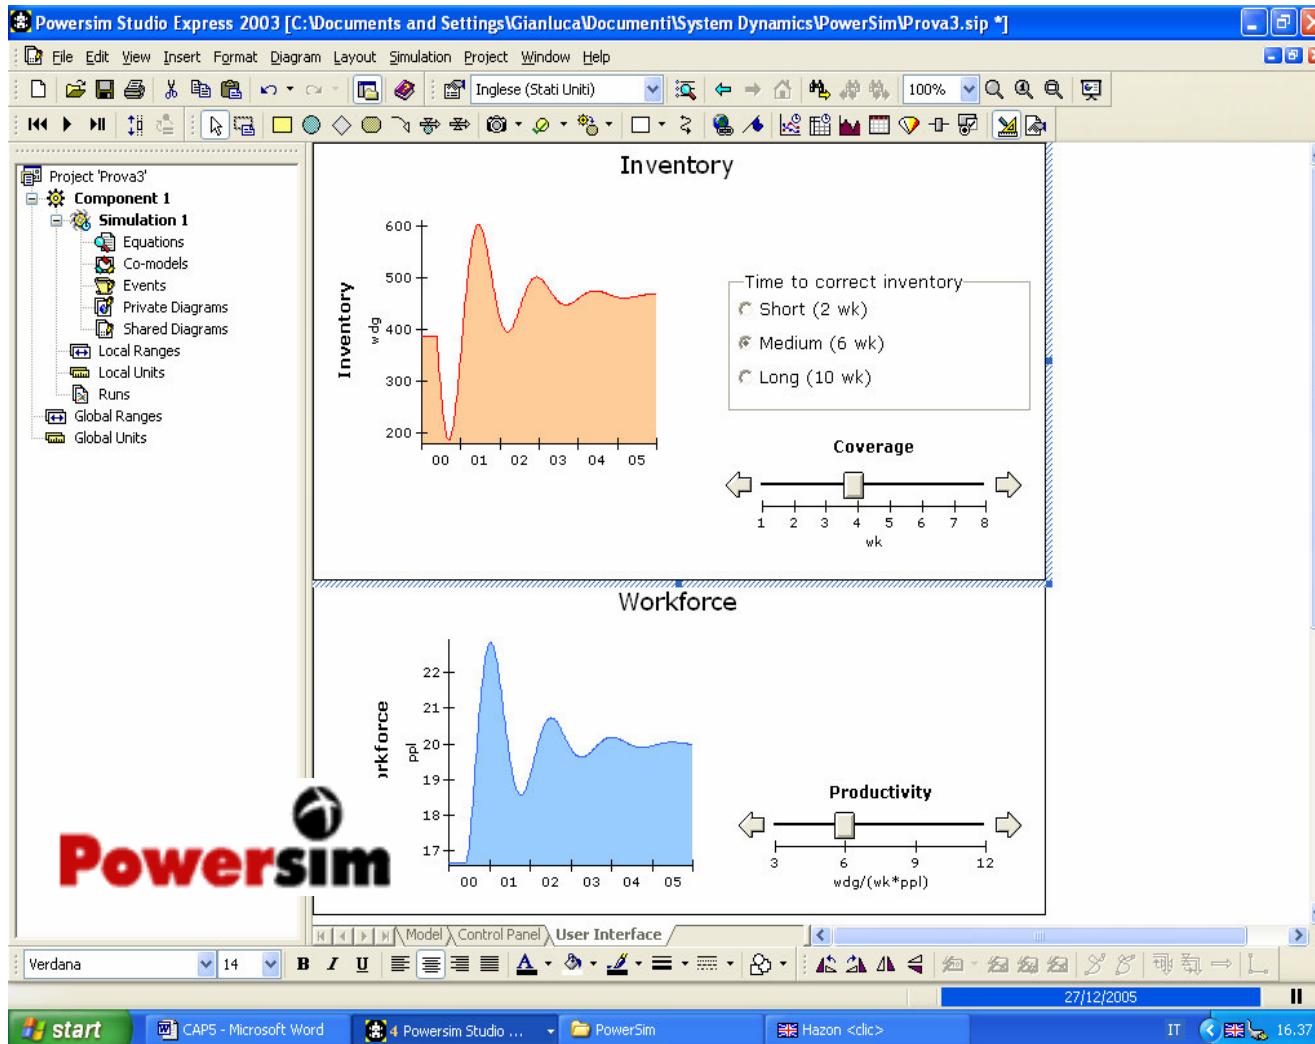 Powersim Studio Express 2003 [C:\Documents and Settings\Gianluca\Documenti\System Dynamics\PowerSim\Prova3.sip *]
File Edit View Insert Format Diagram Layout Simulation Project Window Help
Inglese (Stati Uniti) 100%
Project 'Prova3'
Component 1
Simulation 1
Equations
Co-models
Events
Private Diagrams
Shared Diagrams
Local Ranges
Local Units
Runs
Global Ranges
Global Units
Inventory
600
500
400
300
200
Inventory
wdg
00 01 02 03 04 05
Time to correct inventory
Short (2 wk)
Medium (6 wk)
Long (10 wk)
Coverage
1 2 3 4 5 6 7 8
wk
Workforce
22
21
20
19
18
17
orkforce
ppl
00 01 02 03 04 05
Productivity
3 6 9 12
wdg/(wk*ppl)
Powersim
Model Control Panel User Interface
Verdana 14 B I U A
27/12/2005
start CAP5 - Microsoft Word 4 Powersim Studio ... PowerSim Hazon <clic> IT 16.37